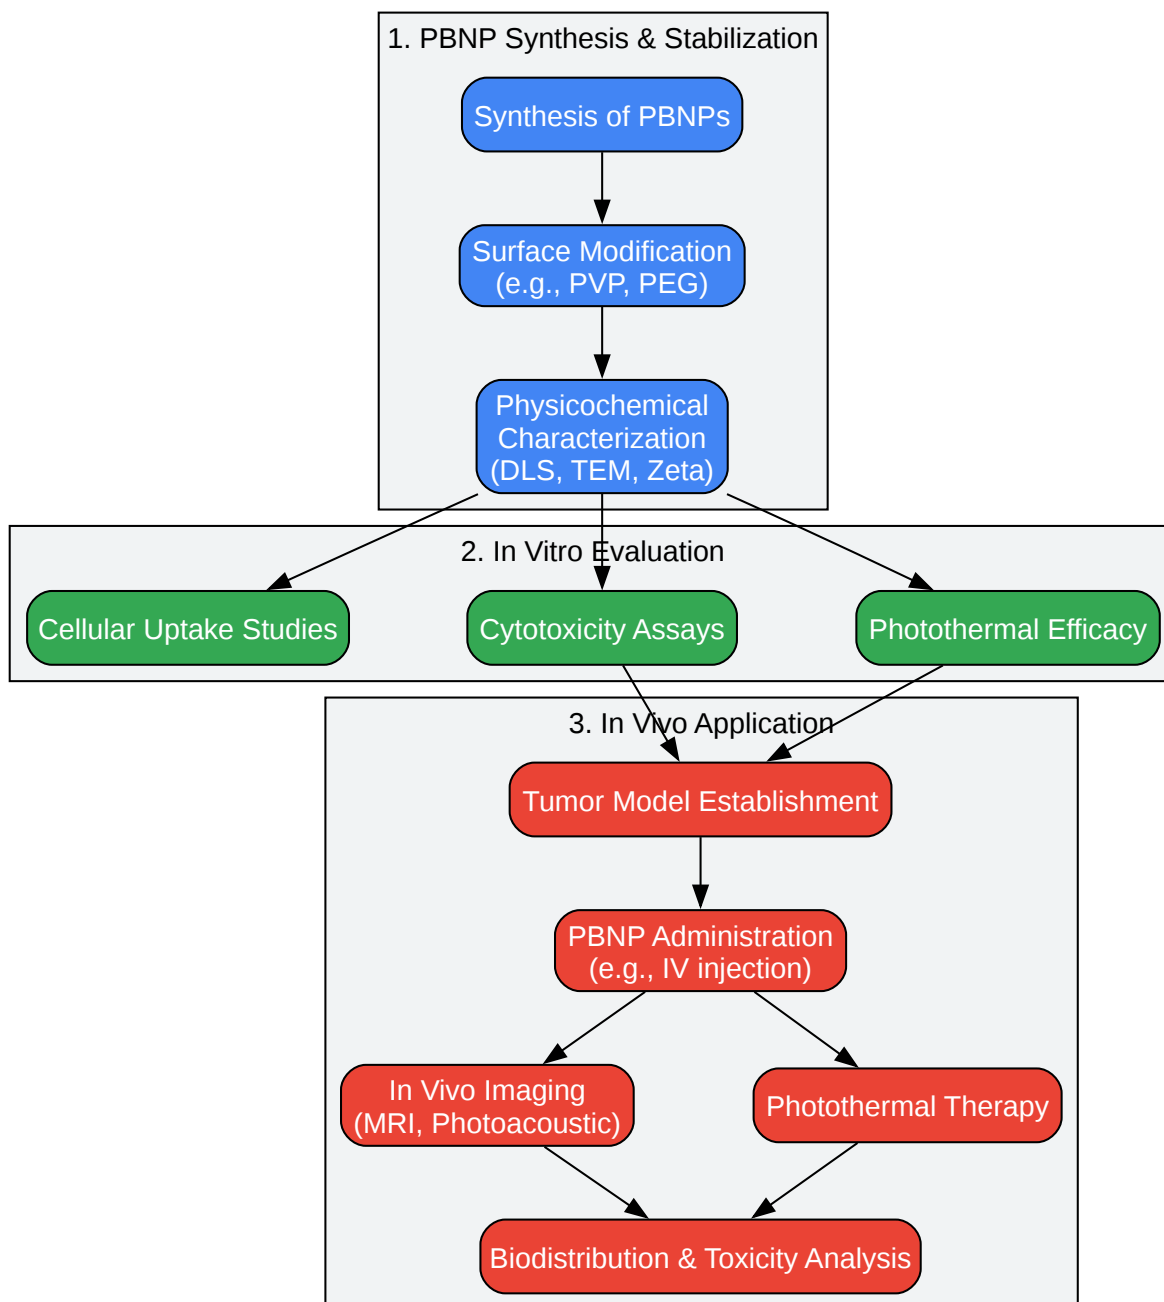 1. PBNP Synthesis & Stabilization
Synthesis of PBNPs
Surface Modification
(e.g., PVP, PEG)
Physicochemical
Characterization
(DLS, TEM, Zeta)
2. In Vitro Evaluation
Cellular Uptake Studies
Cytotoxicity Assays
Photothermal Efficacy
3. In Vivo Application
Tumor Model Establishment
PBNP Administration
(e.g., IV injection)
In Vivo Imaging
(MRI, Photoacoustic)
Photothermal Therapy
Biodistribution & Toxicity Analysis